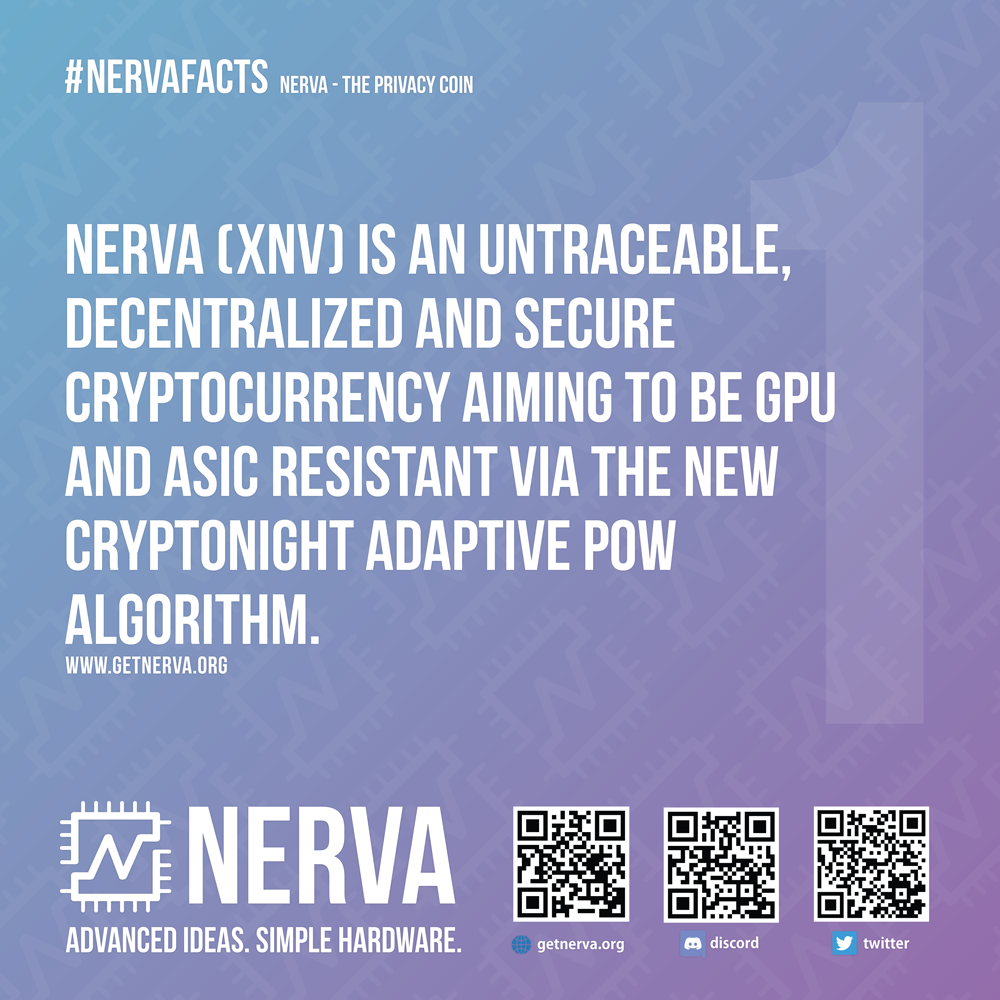 #NERVAFACTS NERVA - THE PRIVACY COIN
1
NERVA (XNV) IS AN UNTRACEABLE,
DECENTRALIZED AND SECURE
CRYPTOCURRENCY AIMING TO BE GPU
AND ASIC RESISTANT VIA THE NEW
CRYPTONIGHT ADAPTIVE POW
ALGORITHM.
WWW.GETNERVA.ORG
NERVA
ADVANCED IDEAS. SIMPLE HARDWARE.
getnerva.org
discord
twitter